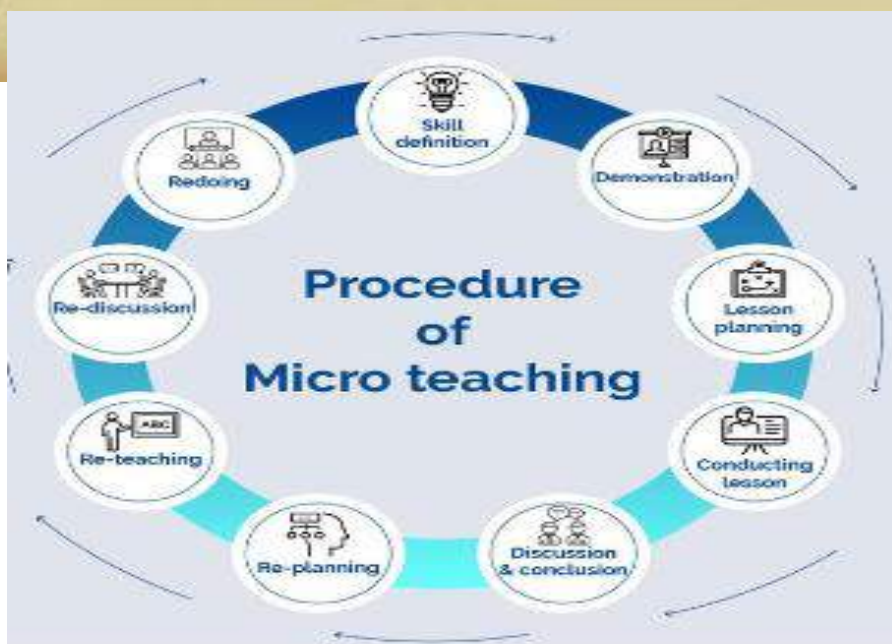 Procedure
of
Micro teaching
Skill
definition
Demonstration
Lesson
planning
Conducting
lesson
Discussion
& conclusion
Re-planning
Re-teaching
ABC
Re-discussion
Redoing